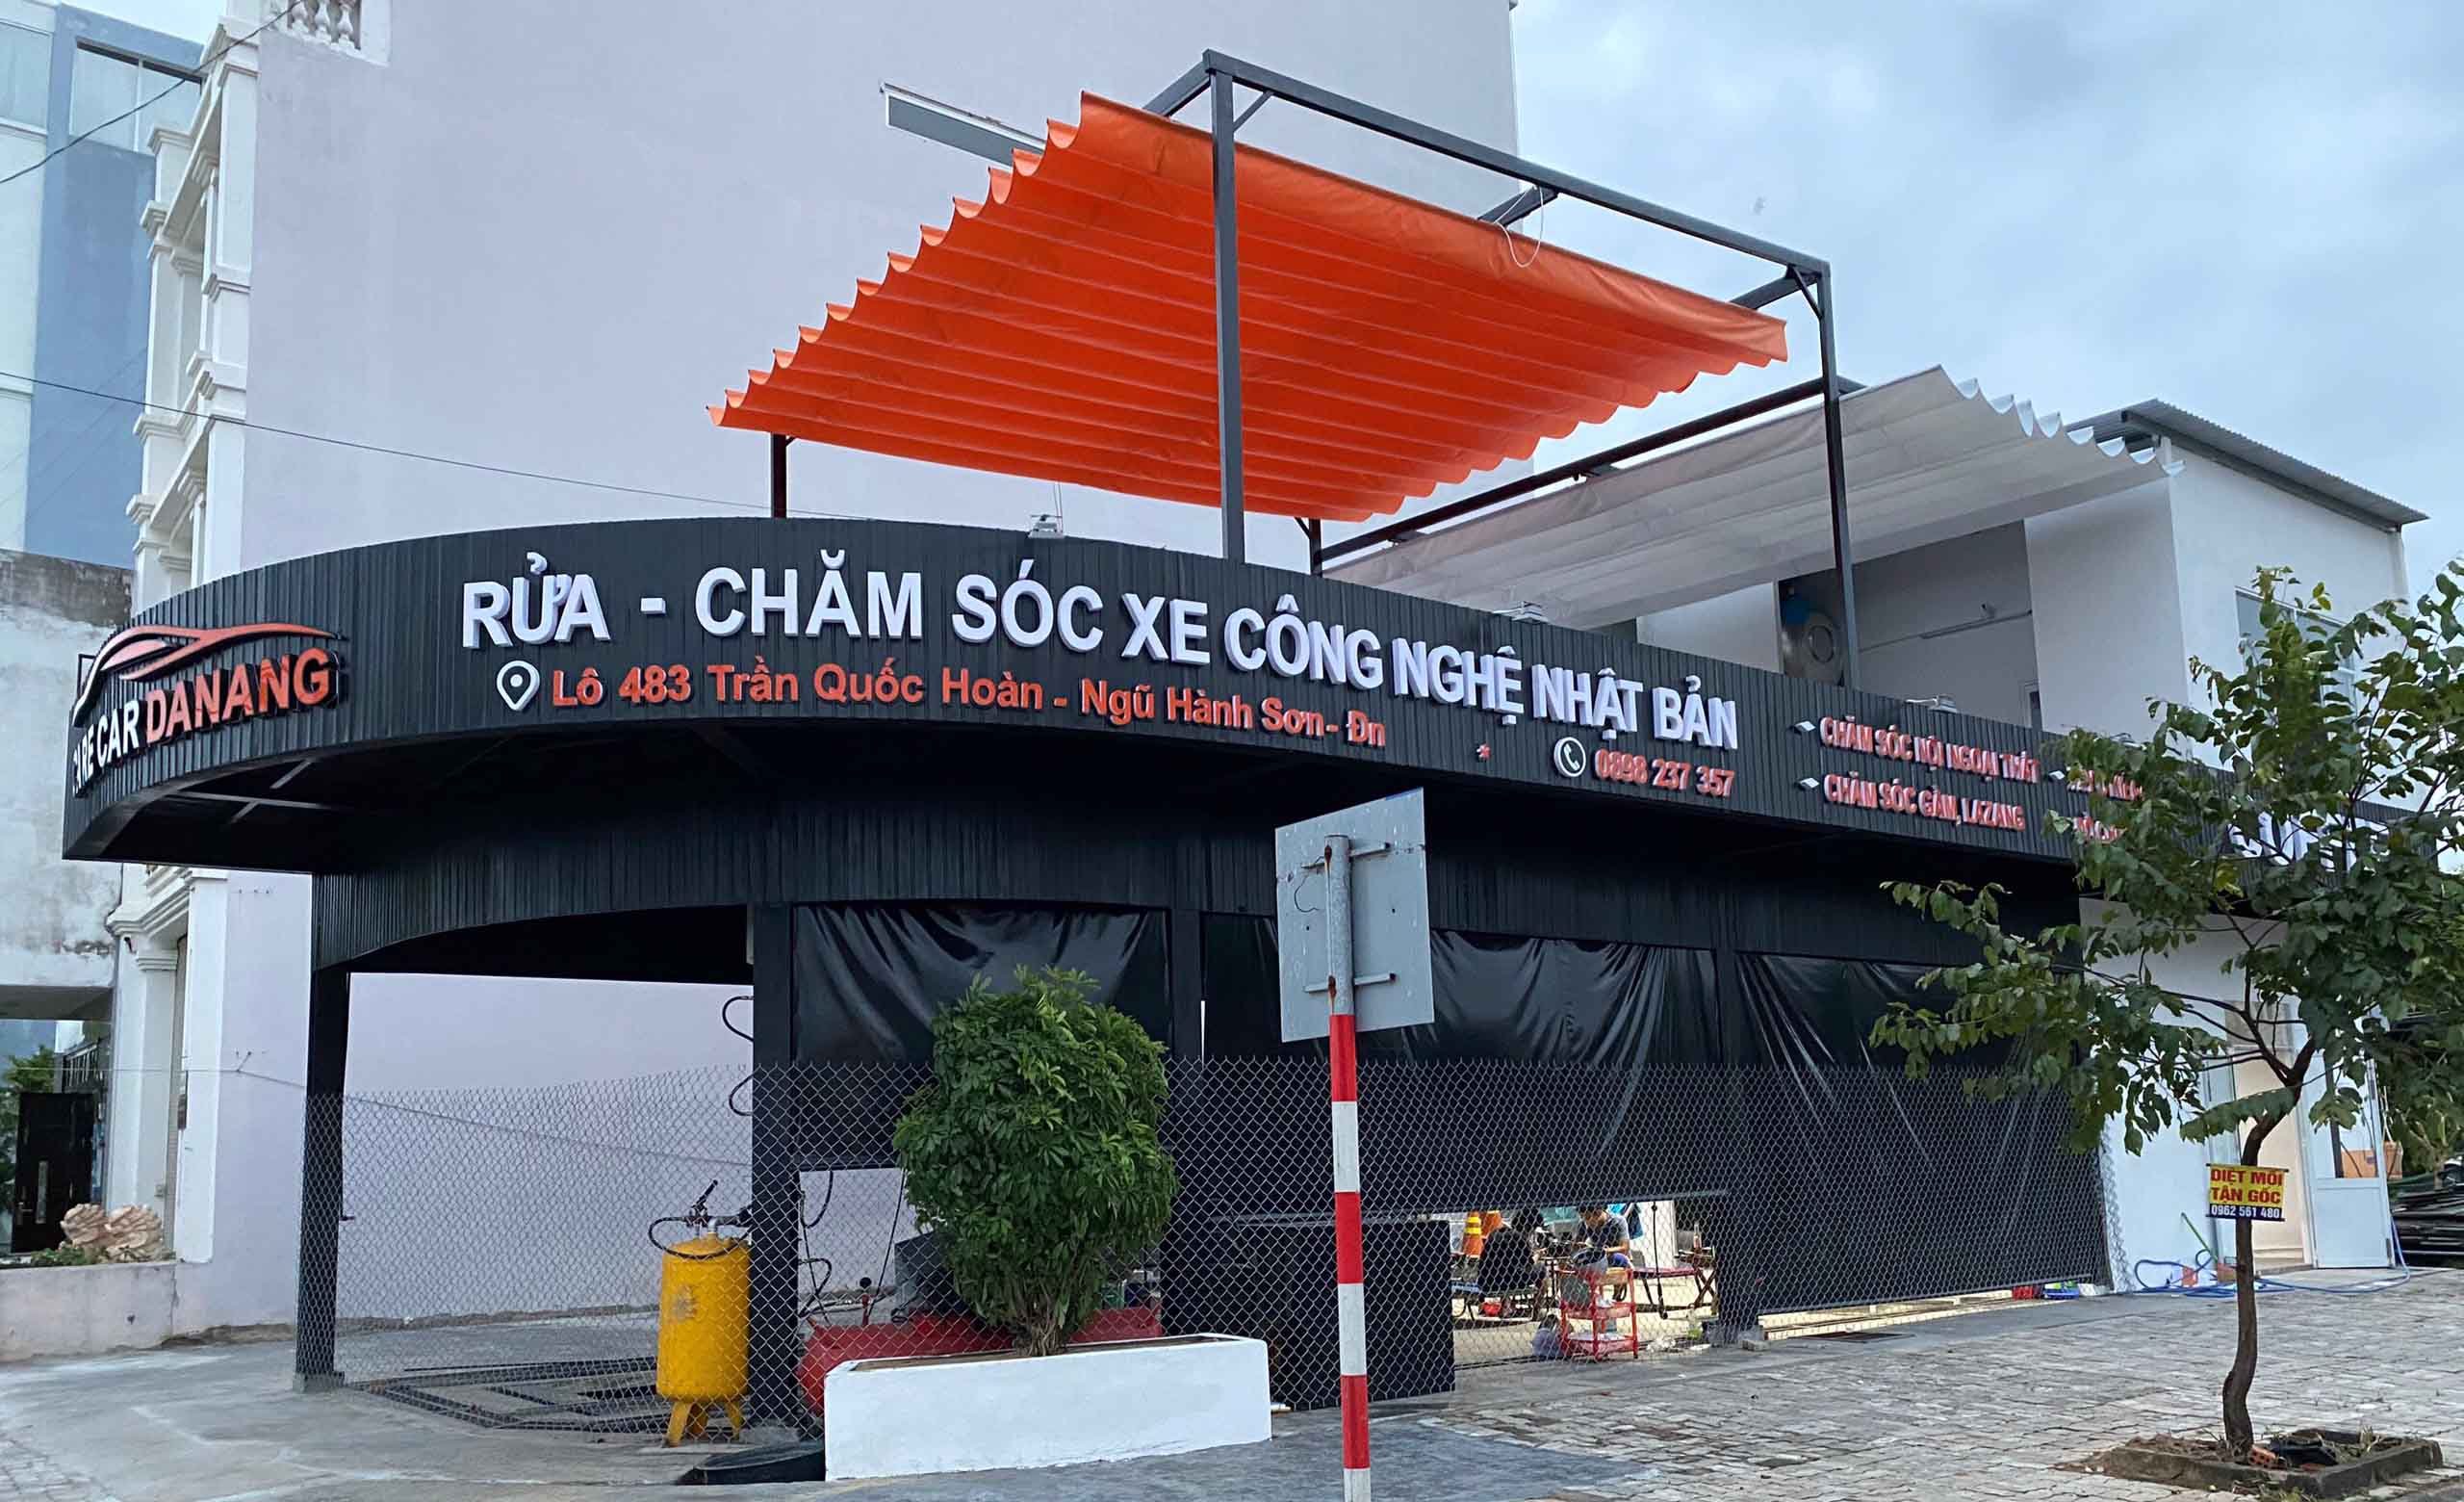 CARE CAR DANANG
RỬA - CHĂM SÓC XE CÔNG NGHỆ NHẬT BẢN
Lô 483 Trần Quốc Hoàn - Ngũ Hành Sơn- Đn
0898 237 357
CHĂM SÓC NỘI NGOẠI THẤT
CHĂM SÓC GẦM, LAZANG
DIỆT MỐI
TẬN GỐC
0962 561 480